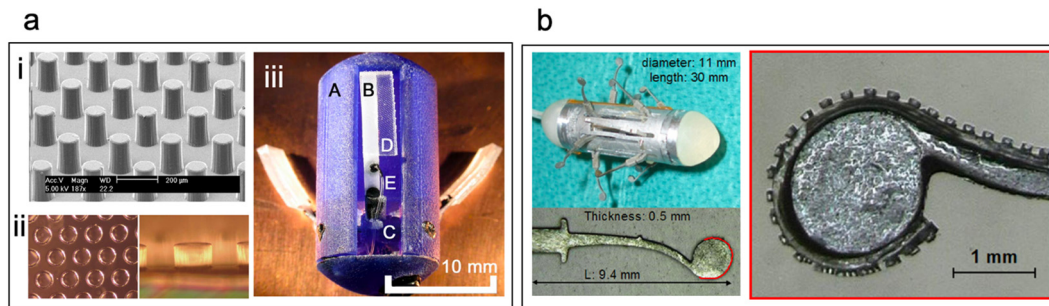 a
b
i
Acc.V Magn WD
5.00 kV 187x 22.2
200 µm
ii
iii
A
B
D
E
C
10 mm
diameter: 11 mm
length: 30 mm
Thickness: 0.5 mm
L: 9.4 mm
1 mm